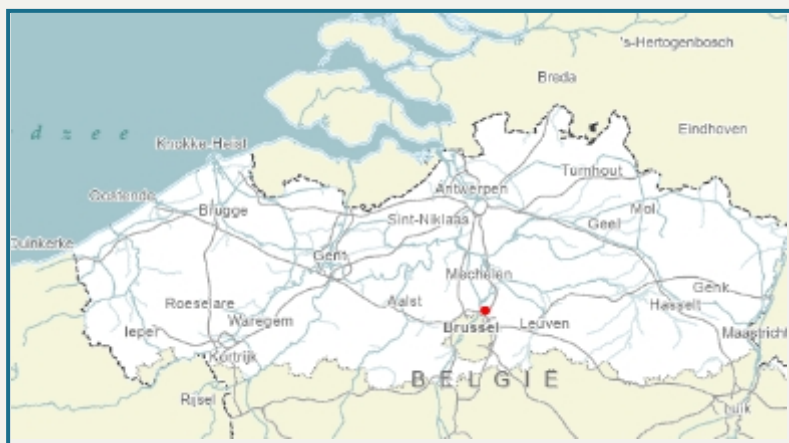 's-Hertogenbosch
Breda
Eindhoven
d z e e
Knokke-Heist
Turnhout
Antwerpen
Oostende
Brugge
Mol
Sint-Niklaas
Geel
Duinkerke
Gent
Mechelen
Genk
Roeselare
Aalst
Hasselt
Waregem
Ieper
Brussel
Leuven
Maastricht
Kortrijk
BELGIË
Rijsel
Luik